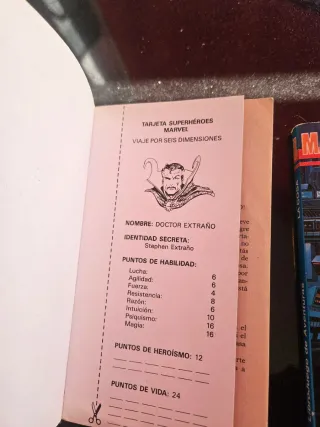 TARJETA SUPERHÉROES
MARVEL
VIAJE POR SEIS DIMENSIONES
NOMBRE: DOCTOR EXTRAÑO
IDENTIDAD SECRETA:
Stephen Extraño
PUNTOS DE HABILIDAD:
Lucha: 6
Agilidad: 6
Fuerza: 4
Resistencia: 8
Razón: 6
Intuición: 10
Psiquismo: 16
Magia: 16
PUNTOS DE HEROÍSMO: 12
PUNTOS DE VIDA: 24